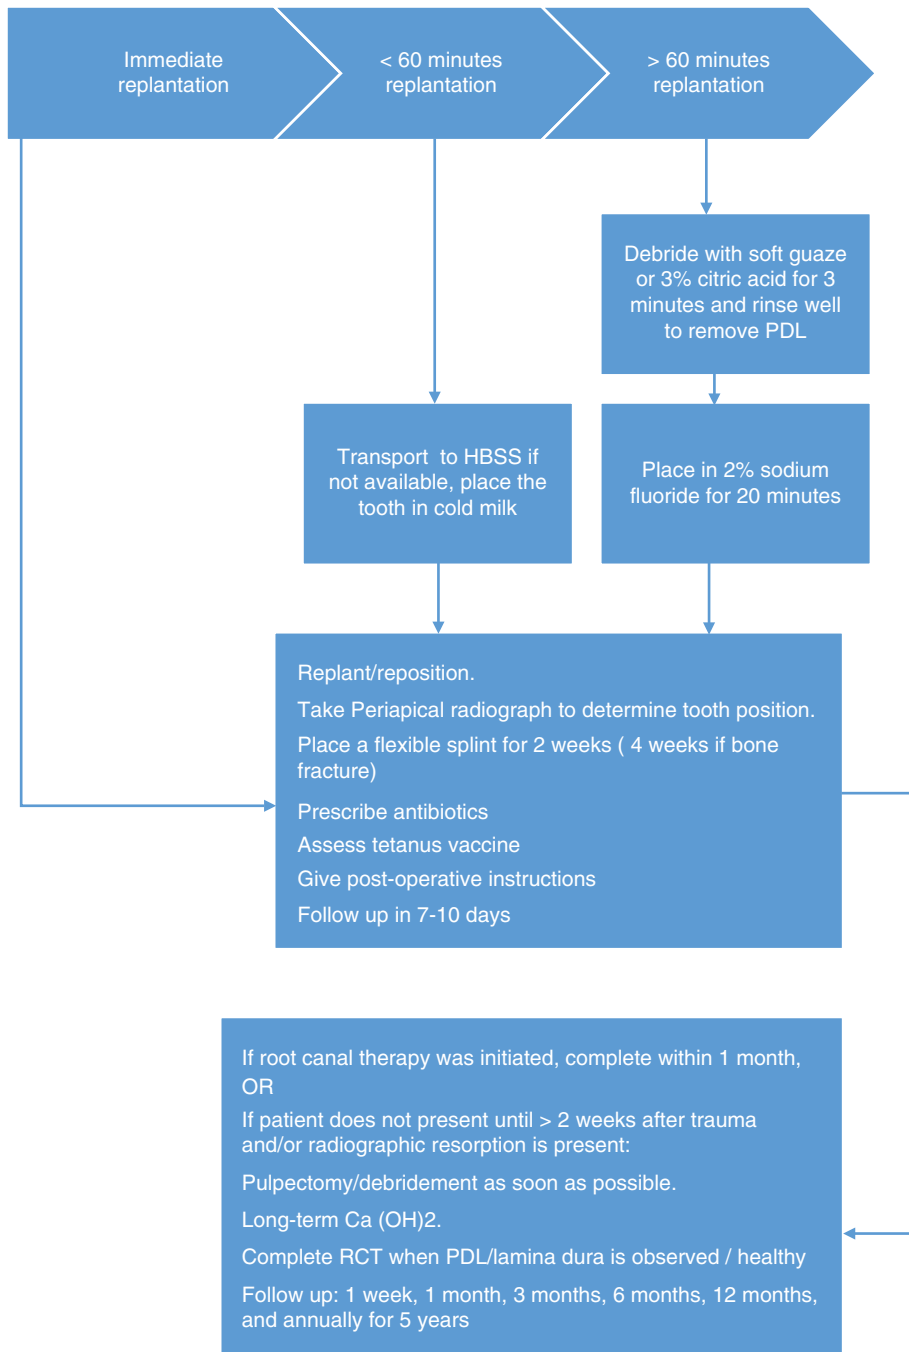 Immediate
replantation
< 60 minutes
replantation
> 60 minutes
replantation
Debride with soft guaze
or 3% citric acid for 3
minutes and rinse well
to remove PDL
Transport to HBSS if
not available, place the
tooth in cold milk
Place in 2% sodium
fluoride for 20 minutes
Replant/reposition.
Take Periapical radiograph to determine tooth position.
Place a flexible splint for 2 weeks ( 4 weeks if bone
fracture)
Prescribe antibiotics
Assess tetanus vaccine
Give post-operative instructions
Follow up in 7-10 days
If root canal therapy was initiated, complete within 1 month,
OR
If patient does not present until > 2 weeks after trauma
and/or radiographic resorption is present:
Pulpectomy/debridement as soon as possible.
Long-term Ca (OH)2.
Complete RCT when PDL/lamina dura is observed / healthy
Follow up: 1 week, 1 month, 3 months, 6 months, 12 months,
and annually for 5 years